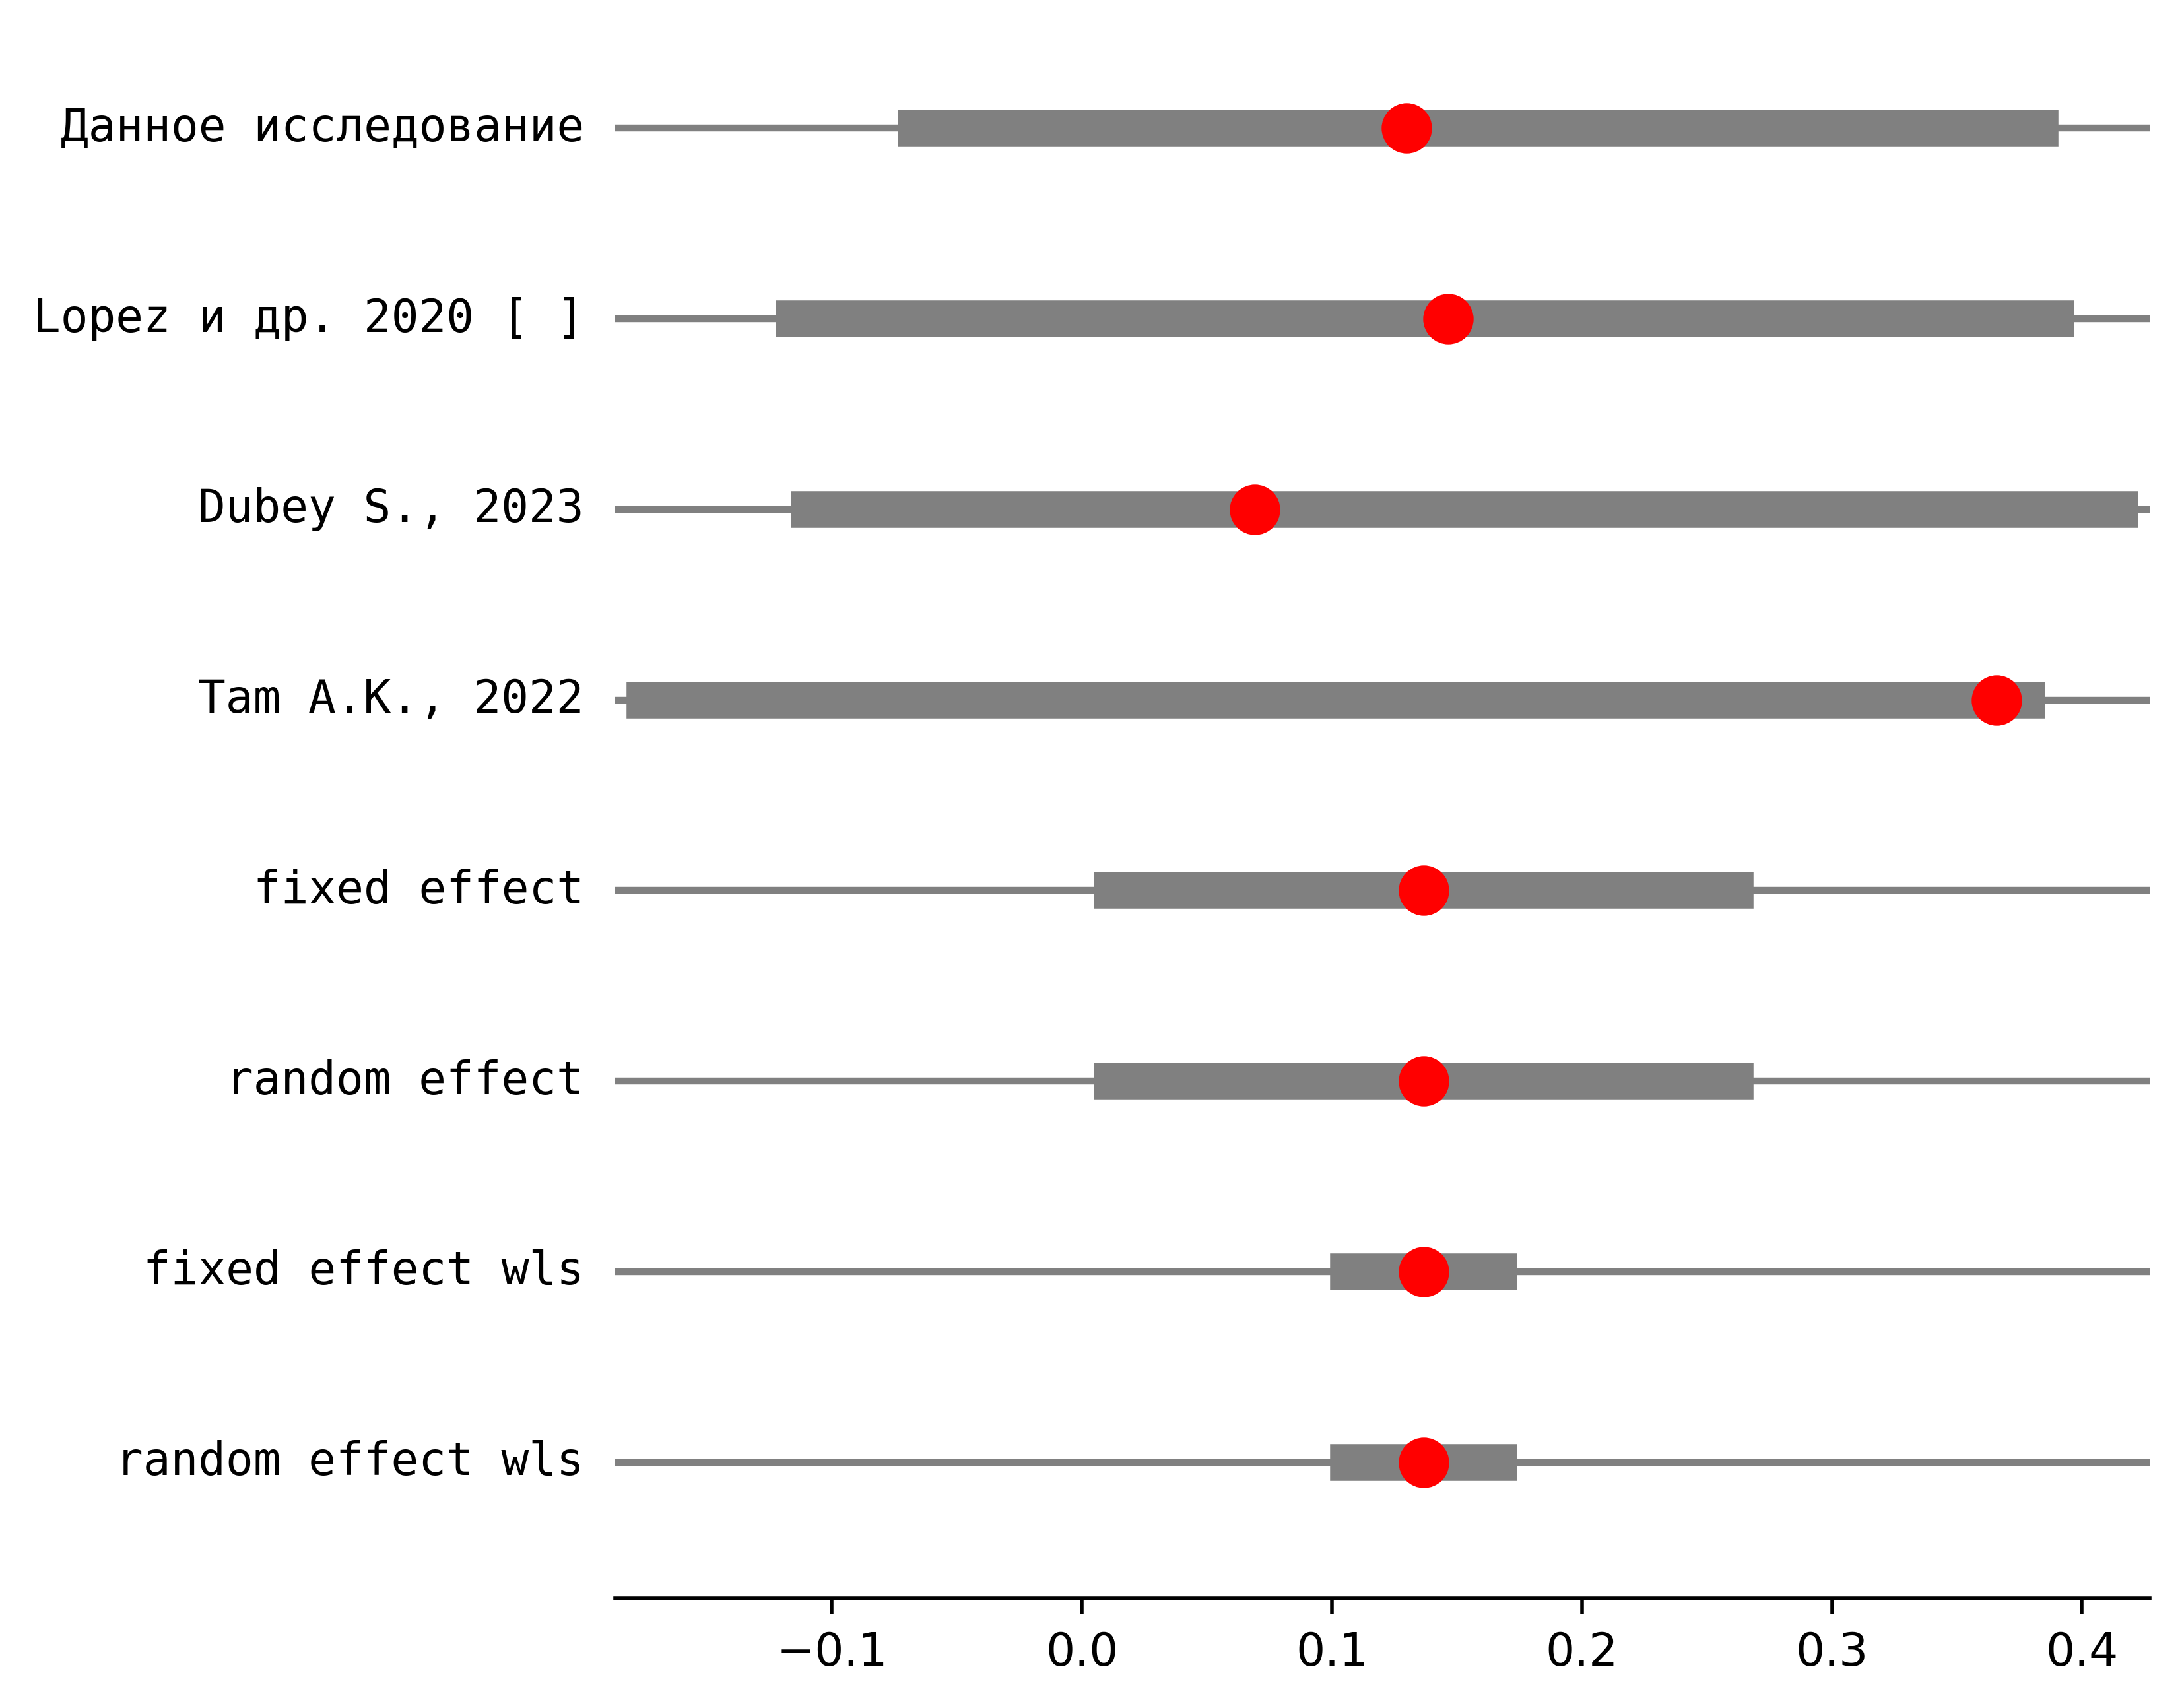 Данное исследование
Lopez и др. 2020 [ ]
Dubey S., 2023
Tam A.K., 2022
fixed effect
random effect
fixed effect wls
random effect wls
−0.1 0.0 0.1 0.2 0.3 0.4